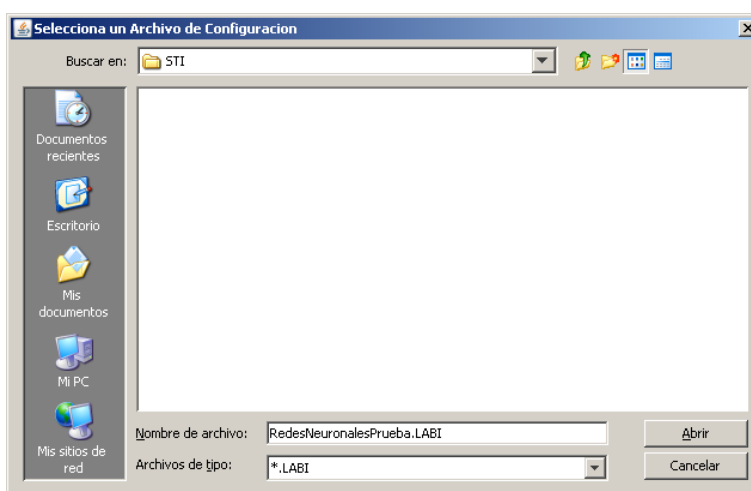 Selecciona un Archivo de Configuracion
Buscar en:
STI
Documentos
recientes
Escritorio
Mis
documentos
Mi PC
Mis sitios de
red
Nombre de archivo:
RedesNeuronalesPrueba.LABI
Abrir
Archivos de tipo:
*.LABI
Cancelar